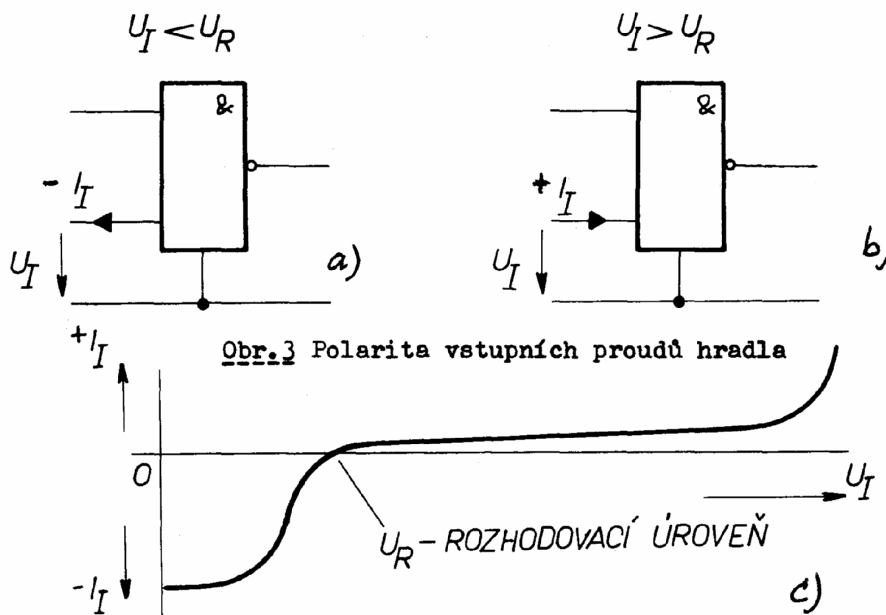 U_I < U_R
U_I > U_R
&
&
- I_I
+ I_I
U_I
a)
U_I
b)
+I_I
Obr.3 Polarita vstupních proudů hradla
0
U_I
U_R – ROZHODOVACÍ ÚROVEŇ
-I_I
c)